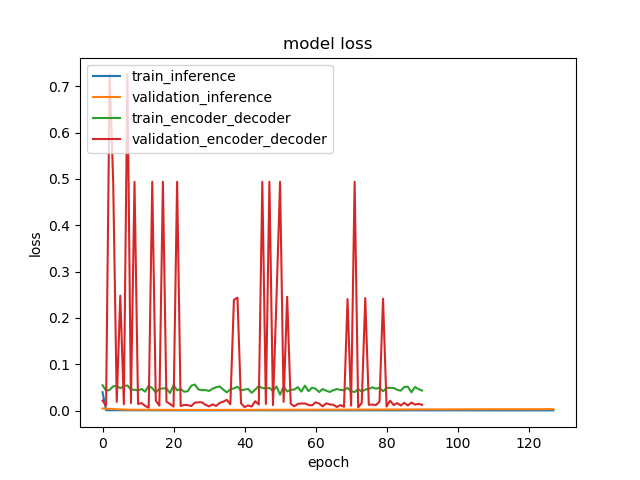 model loss
train_inference
validation_inference
train_encoder_decoder
validation_encoder_decoder
0.7
0.6
0.5
0.4
0.3
0.2
0.1
0.0
loss
0 20 40 60 80 100 120
epoch